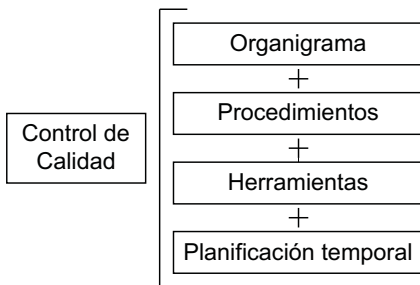 Control de
Calidad
Organigrama
+
Procedimientos
+
Herramientas
+
Planificación temporal